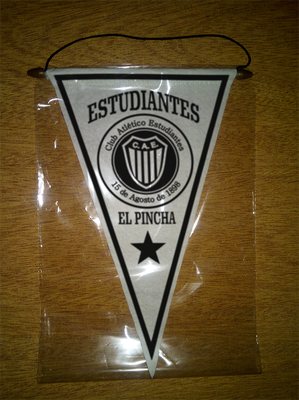 ESTUDIANTES
Club Atlético Estudiantes
C.A.E.
15 de Agosto de 1898
EL PINCHA